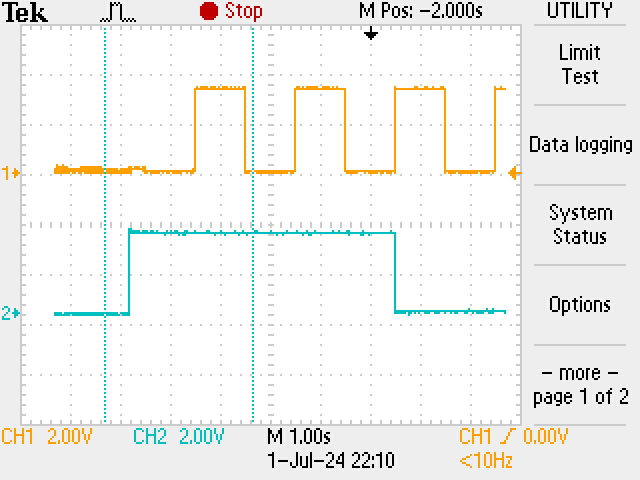 Tek Stop M Pos: -2.000s UTILITY
Limit
Test
Data logging
1
System
Status
Options
2
- more -
page 1 of 2
CH1 2.00V CH2 2.00V M 1.00s CH1 0.00V
1-Jul-24 22:10 <10Hz